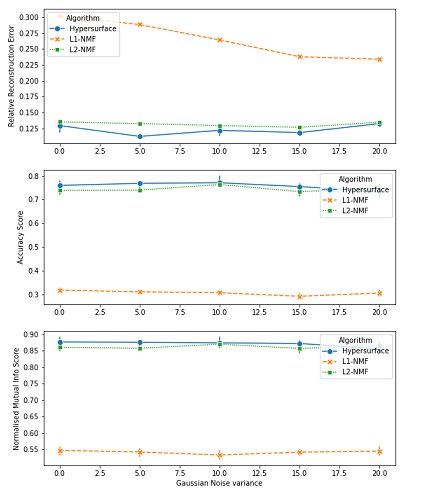 0.300
0.275
0.250
0.225
0.200
0.175
0.150
0.125
Relative Reconstruction Error
Algorithm
Hypersurface
L1-NMF
L2-NMF
0.0 2.5 5.0 7.5 10.0 12.5 15.0 17.5 20.0
0.8
0.7
0.6
0.5
0.4
0.3
Accuracy Score
Algorithm
Hypersurface
L1-NMF
L2-NMF
0.0 2.5 5.0 7.5 10.0 12.5 15.0 17.5 20.0
0.90
0.85
0.80
0.75
0.70
0.65
0.60
0.55
Normalised Mutual Info Score
Algorithm
Hypersurface
L1-NMF
L2-NMF
0.0 2.5 5.0 7.5 10.0 12.5 15.0 17.5 20.0
Gaussian Noise variance